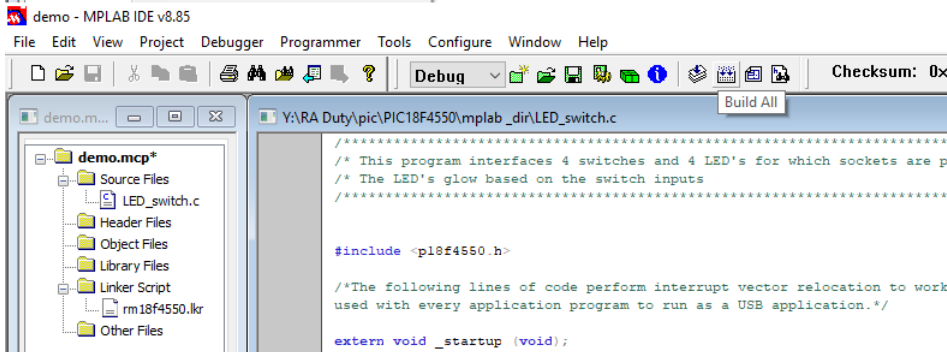 demo - MPLAB IDE v8.85
File Edit View Project Debugger Programmer Tools Configure Window Help
Debug
Checksum: 0x
Build All
demo.m...
Y:\RA Duty\pic\PIC18F4550\mplab _dir\LED_switch.c
demo.mcp*
Source Files
LED_switch.c
Header Files
Object Files
Library Files
Linker Script
rm18f4550.lkr
Other Files
/*********************************************************************
/* This program interfaces 4 switches and 4 LED's for which sockets are p
/* The LED's glow based on the switch inputs
/*********************************************************************
#include <p18f4550.h>
/*The following lines of code perform interrupt vector relocation to work
used with every application program to run as a USB application.*/
extern void _startup (void);